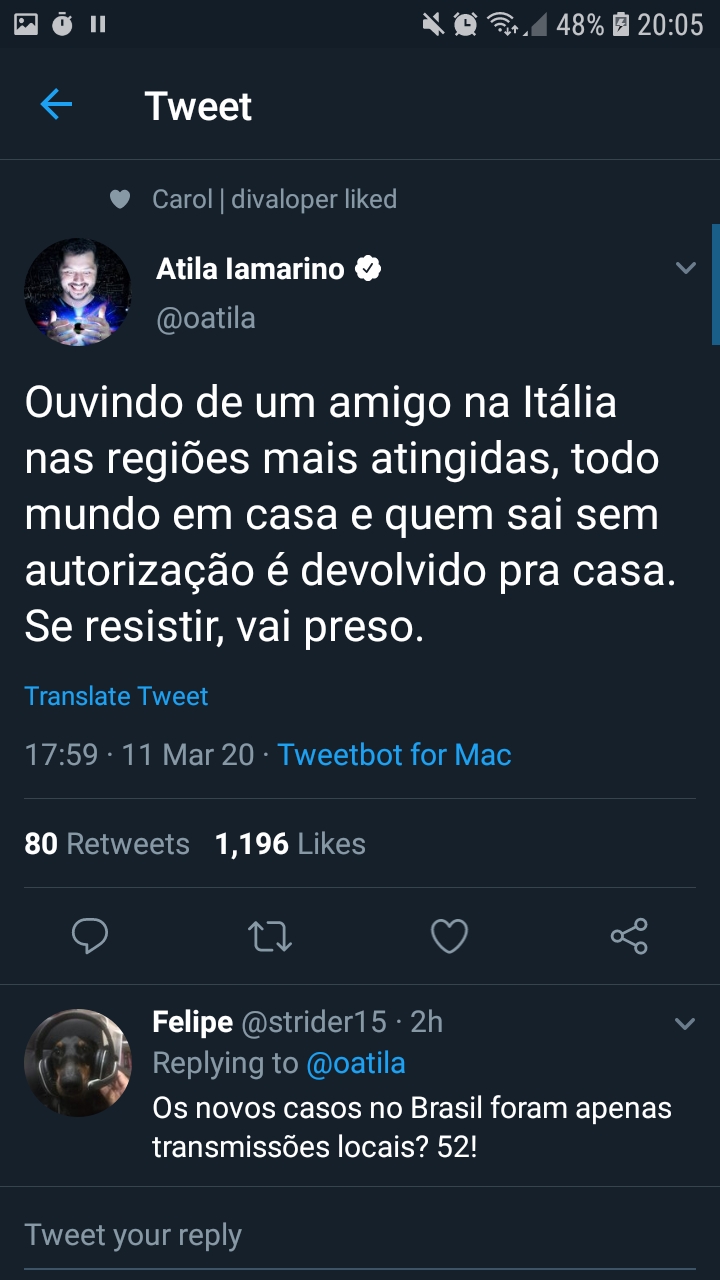 48% 20:05
Tweet
Carol | divaloper liked
Atila Iamarino
@oatila
Ouvindo de um amigo na Itália
nas regiões mais atingidas, todo
mundo em casa e quem sai sem
autorização é devolvido pra casa.
Se resistir, vai preso.
Translate Tweet
17:59 · 11 Mar 20 · Tweetbot for Mac
80 Retweets 1,196 Likes
Felipe @strider15 · 2h
Replying to @oatila
Os novos casos no Brasil foram apenas
transmissões locais? 52!
Tweet your reply